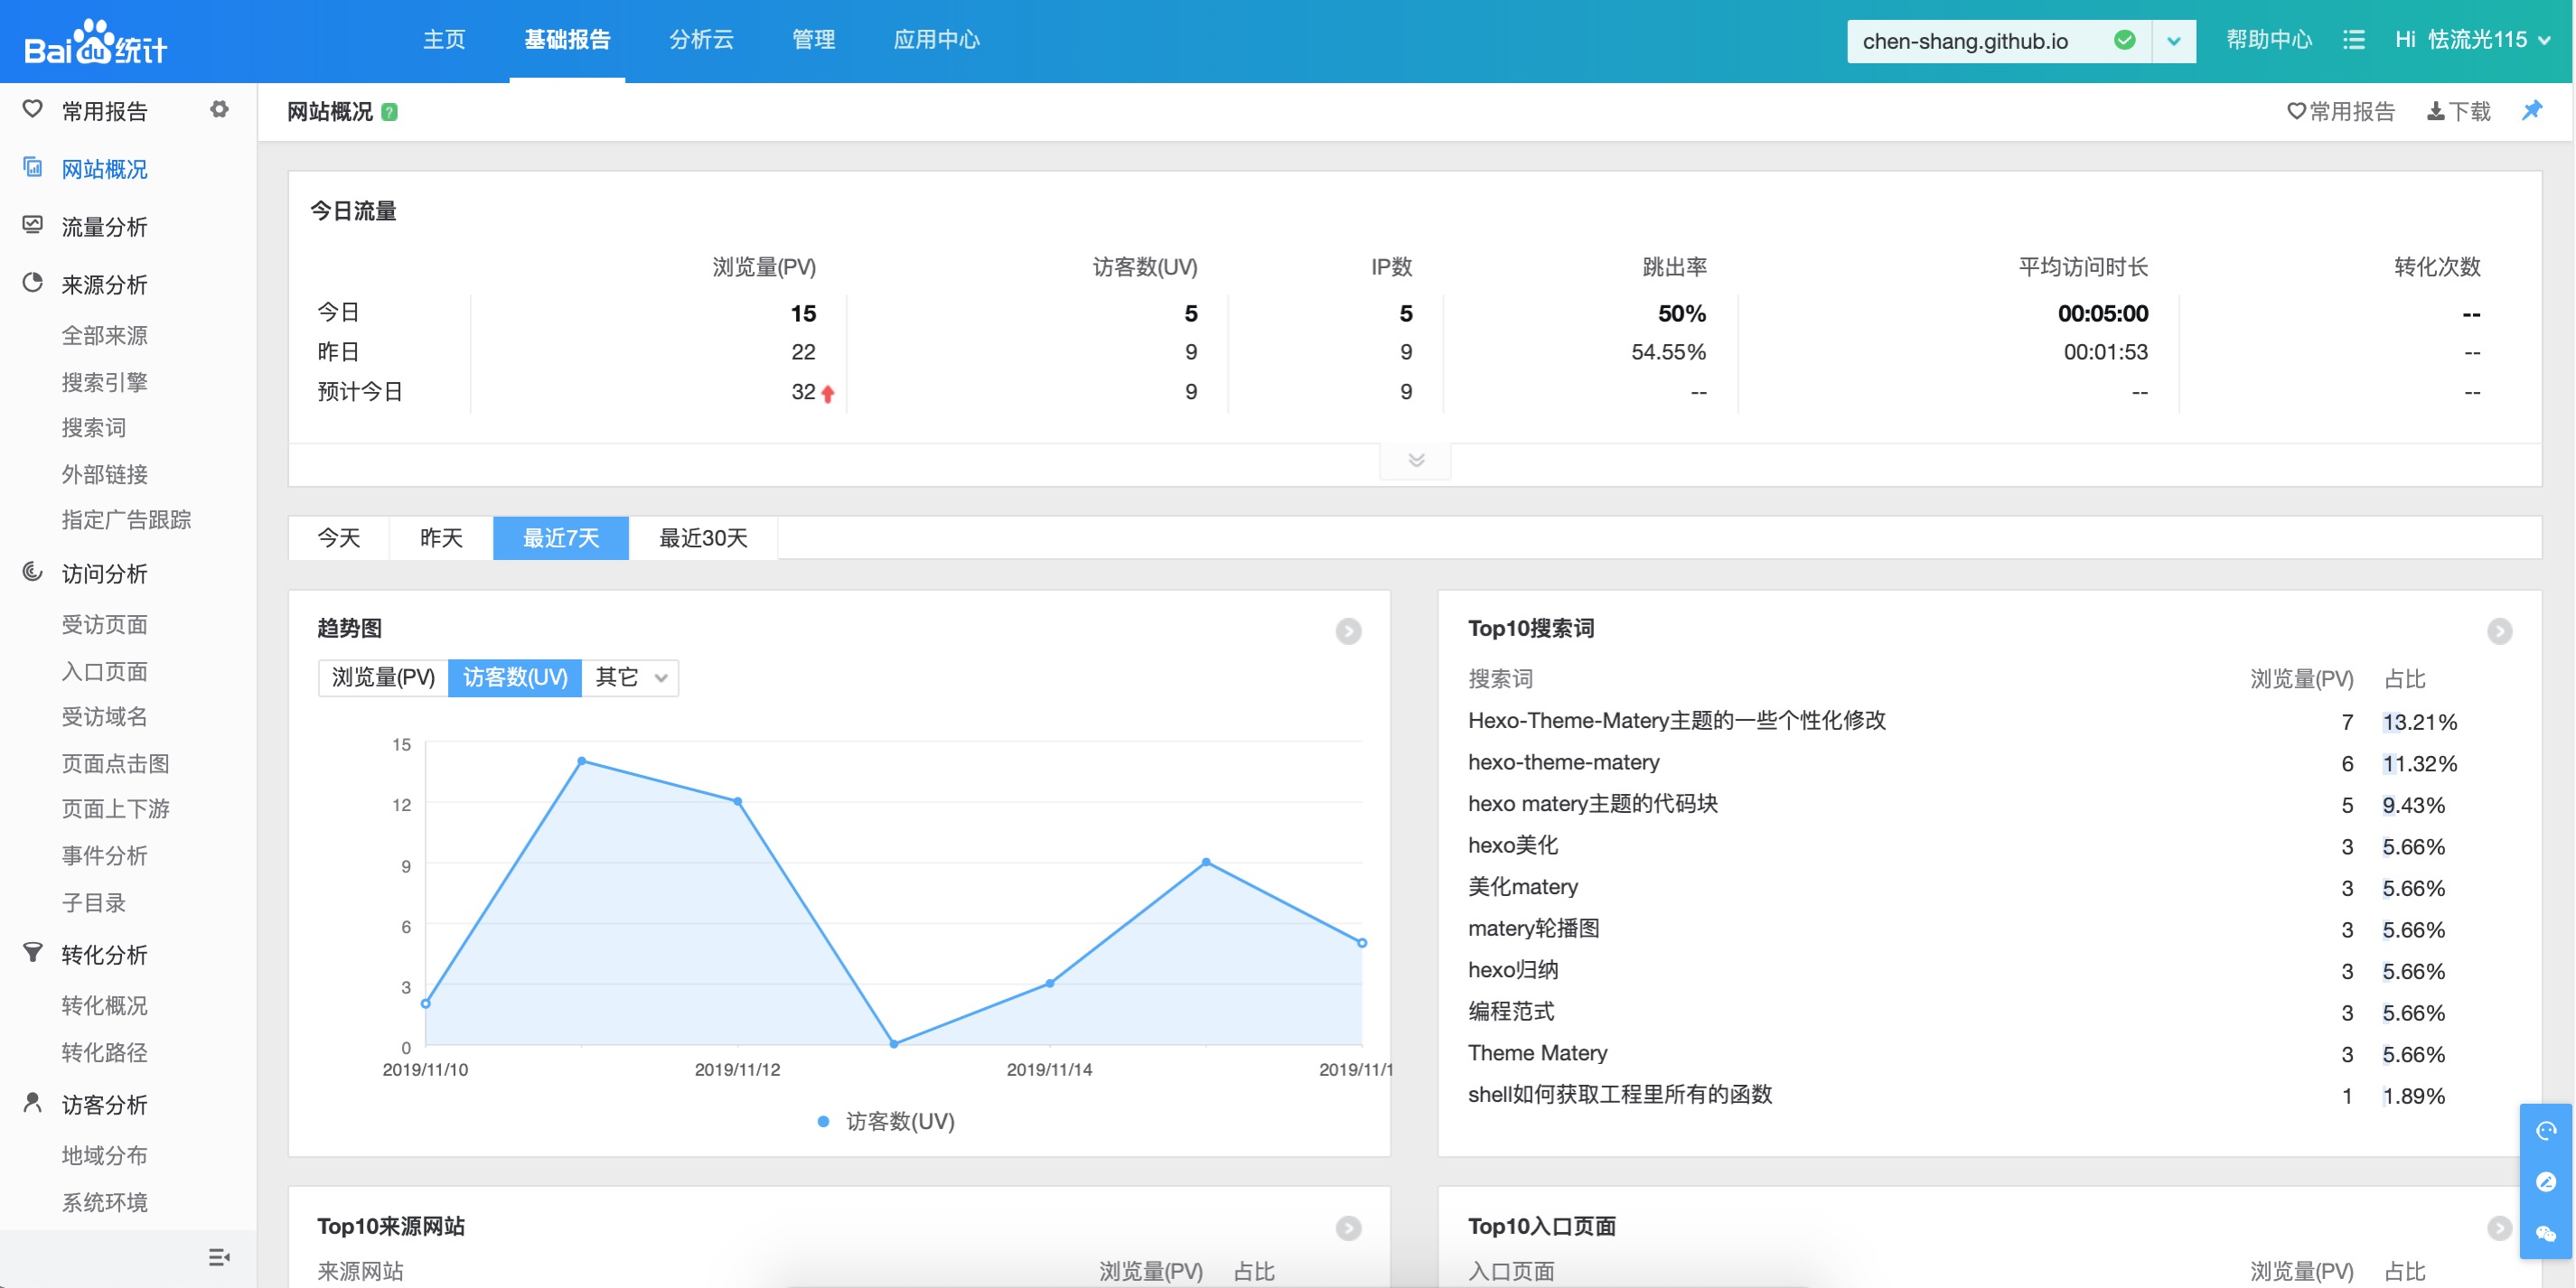 Baidu统计
主页 基础报告 分析云 管理 应用中心 chen-shang.github.io 帮助中心 Hi 怯流光115
常用报告
网站概况
流量分析
来源分析
全部来源
搜索引擎
搜索词
外部链接
指定广告跟踪
访问分析
受访页面
入口页面
受访域名
页面点击图
页面上下游
事件分析
子目录
转化分析
转化概况
转化路径
访客分析
地域分布
系统环境
网站概况 ? 常用报告 下载
今日流量
浏览量(PV) 访客数(UV) IP数 跳出率 平均访问时长 转化次数
今日 15 5 5 50% 00:05:00 --
昨日 22 9 9 54.55% 00:01:53 --
预计今日 32 9 9 -- -- --
今天 昨天 最近7天 最近30天
趋势图
浏览量(PV) 访客数(UV) 其它
15
12
9
6
3
0
2019/11/10 2019/11/12 2019/11/14 2019/11/1
访客数(UV)
Top10搜索词
搜索词 浏览量(PV) 占比
Hexo-Theme-Matery主题的一些个性化修改 7 13.21%
hexo-theme-matery 6 11.32%
hexo matery主题的代码块 5 9.43%
hexo美化 3 5.66%
美化matery 3 5.66%
matery轮播图 3 5.66%
hexo归纳 3 5.66%
编程范式 3 5.66%
Theme Matery 3 5.66%
shell如何获取工程里所有的函数 1 1.89%
Top10来源网站
来源网站 浏览量(PV) 占比
Top10入口页面
入口页面 浏览量(PV) 占比